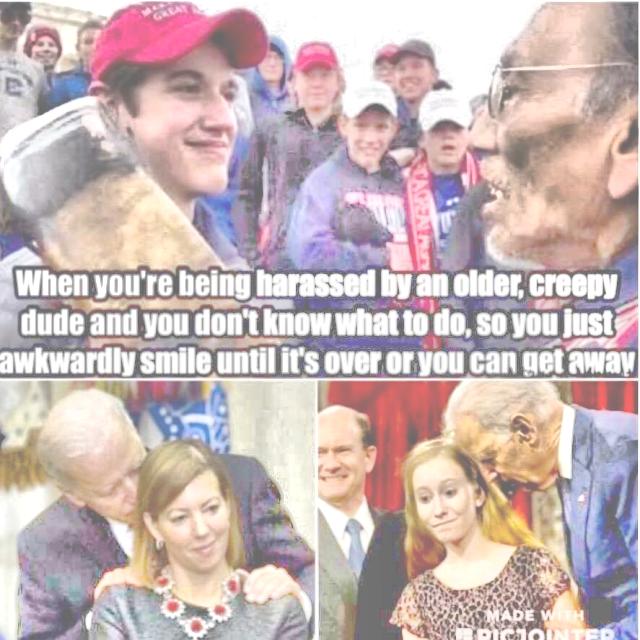 GREAT
When you're being harassed by an older, creepy
dude and you don't know what to do, so you just
awkwardly smile until it's over or you can get away
MADE WITH